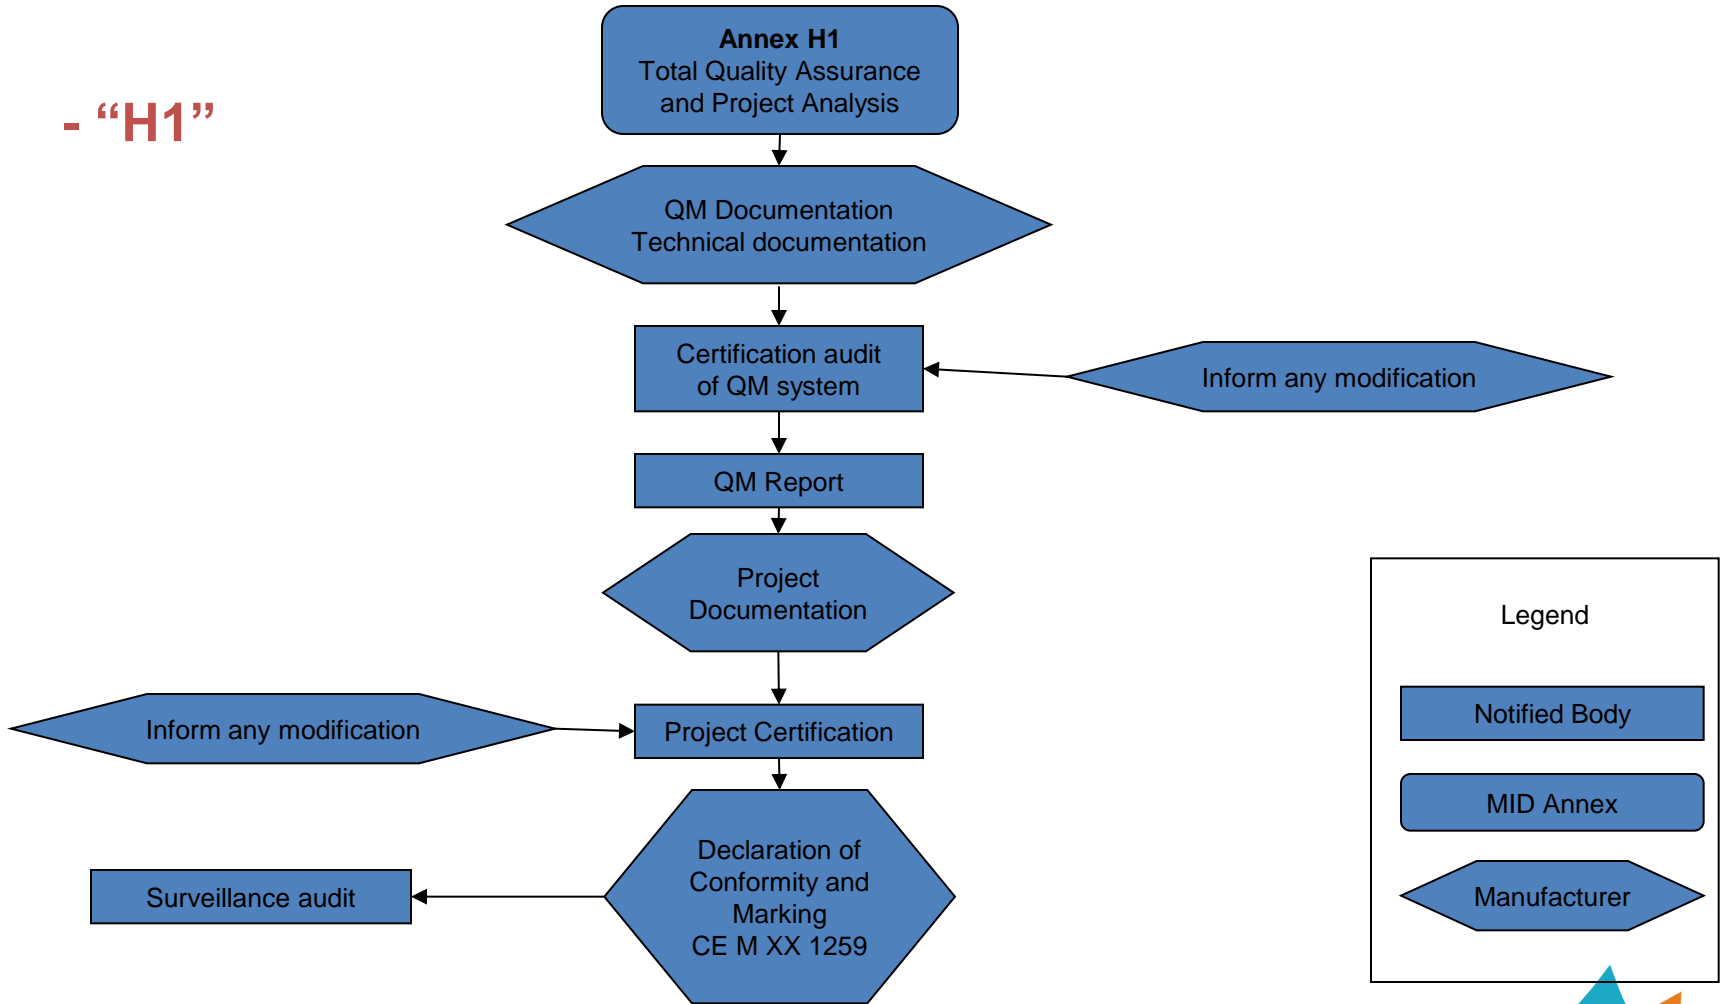 - “H1”
Annex H1
Total Quality Assurance
and Project Analysis
QM Documentation
Technical documentation
Certification audit
of QM system
Inform any modification
QM Report
Project
Documentation
Inform any modification
Project Certification
Declaration of
Conformity and
Marking
CE M XX 1259
Surveillance audit
Legend
Notified Body
MID Annex
Manufacturer